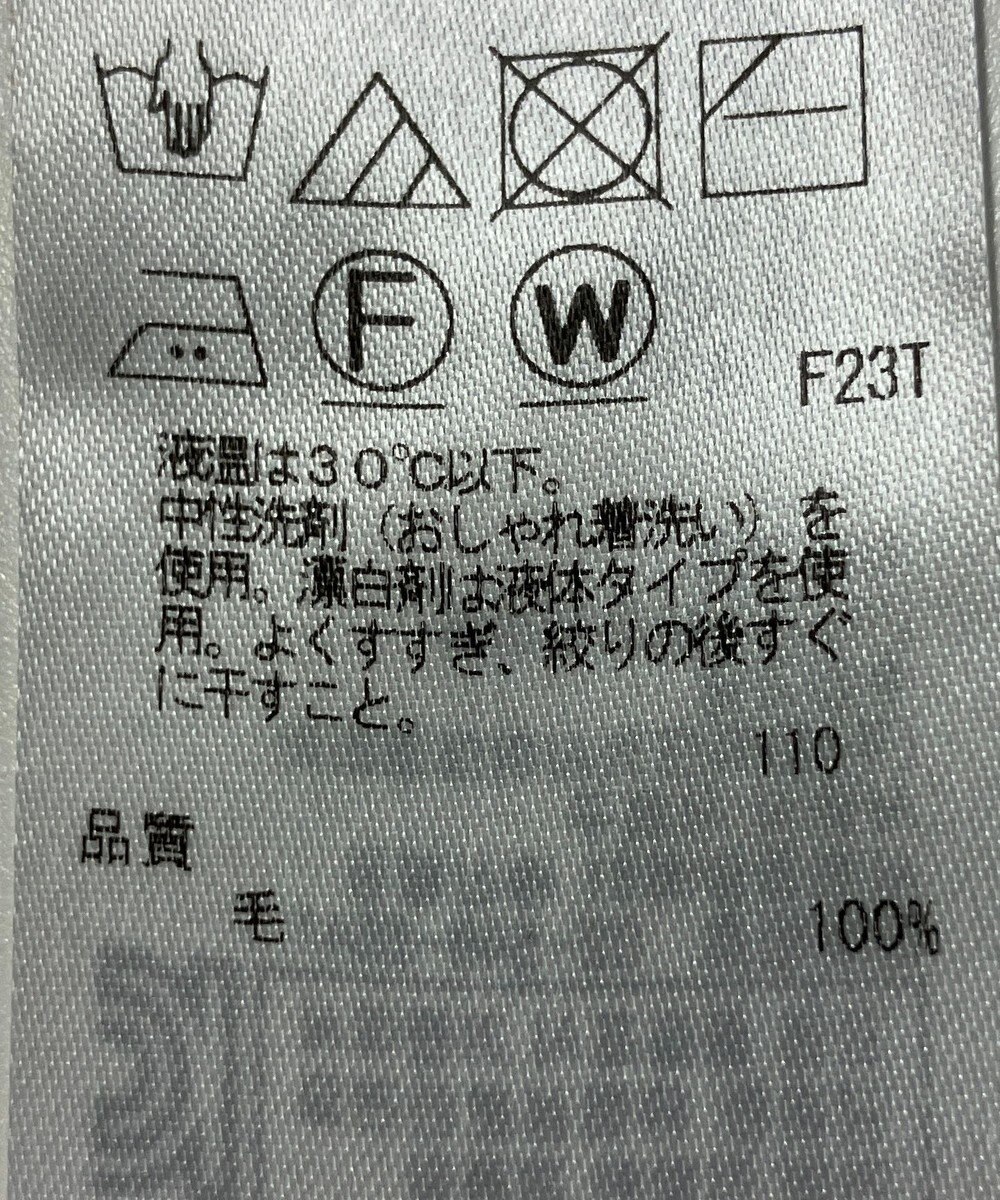 F W F23T
液温は30℃以下。
中性洗剤（おしゃれ着洗い）を
使用。漂白剤は液体タイプを使
用。よくすすぎ、絞りの後すぐ
に干すこと。
110
品質
毛 100%